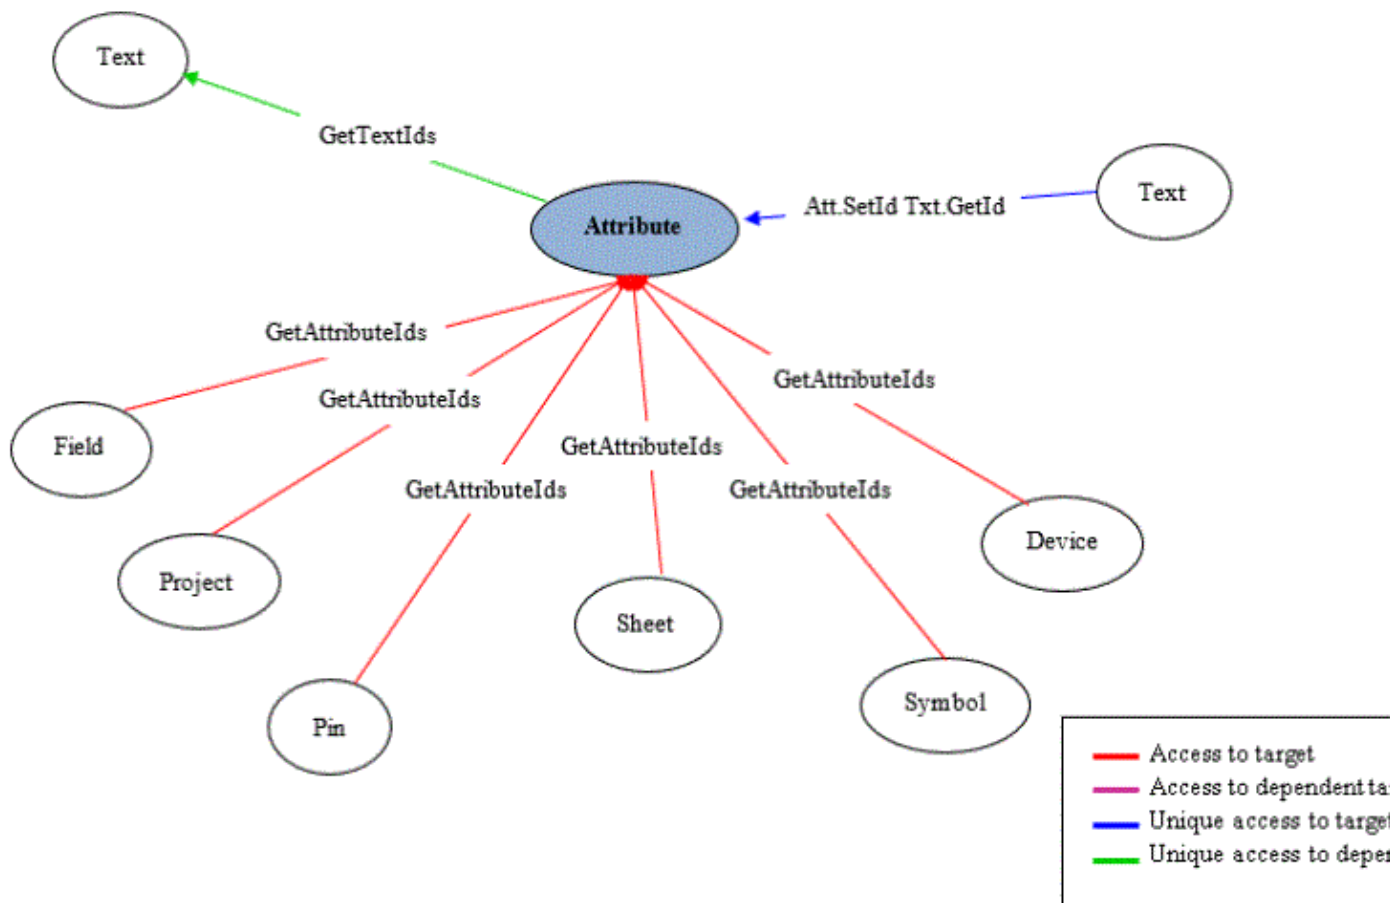 Text
GetTextIds
Att.SetId Txt.GetId
Text
Attribute
GetAttributeIds
GetAttributeIds
GetAttributeIds
GetAttributeIds
GetAttributeIds
GetAttributeIds
Field
Project
Pin
Sheet
Symbol
Device
Access to target
Access to dependent
Unique access to target
Unique access to